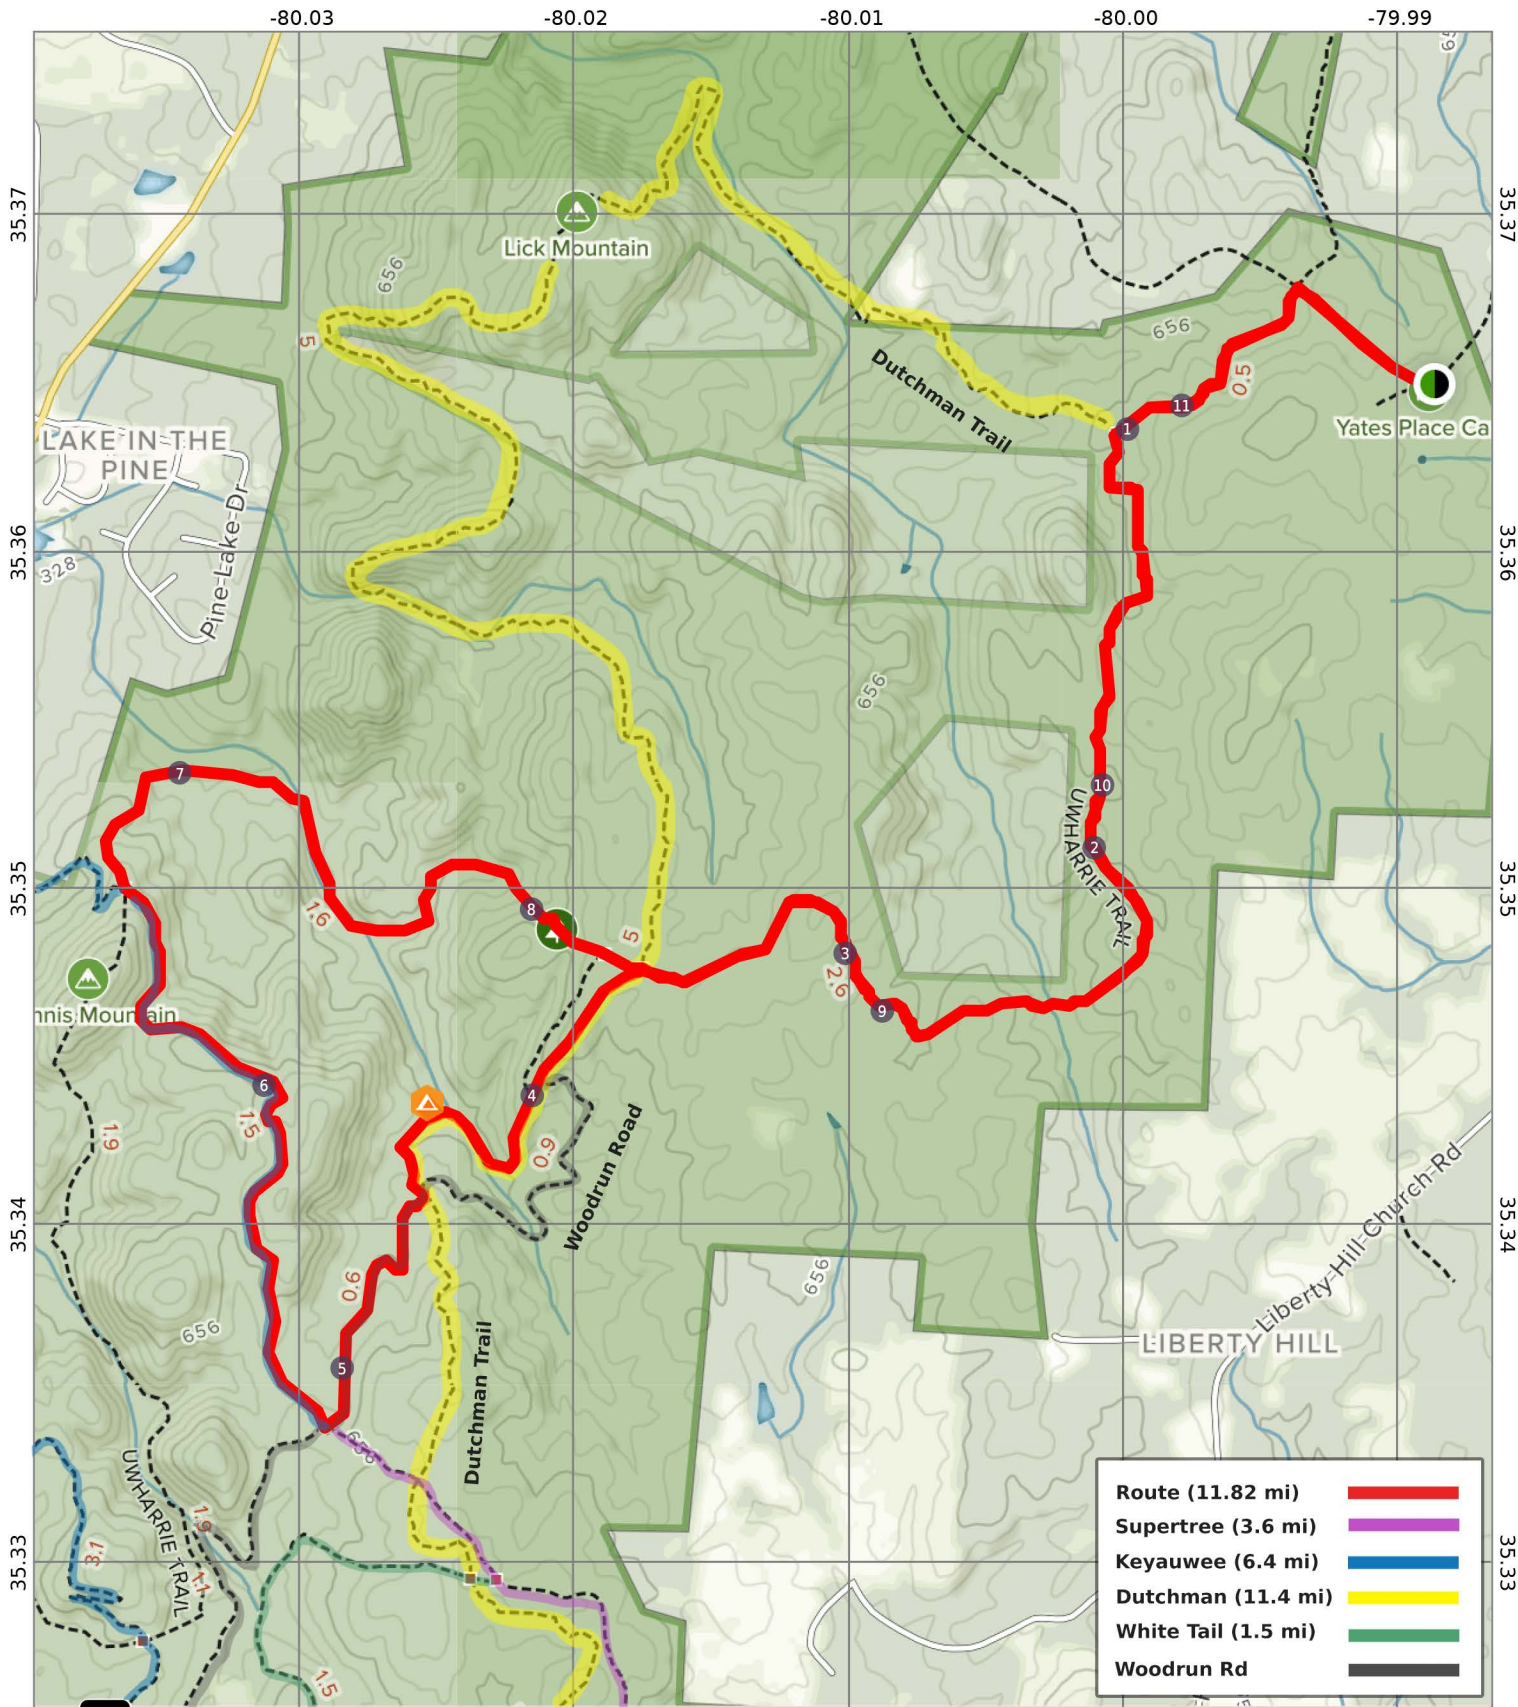 -80.03
-80.02
-80.01
-80.00
-79.99
35.37
35.37
Lick Mountain
656
656
5
Dutchman Trail
0.5
11
1
Yates Place Ca
LAKE IN THE
PINE
Pine-Lake-Dr
35.36
35.36
328
656
7
10
UWHARRIE TRAIL
2
35.35
35.35
1.6
8
5
3
2.6
9
nnis Mountain
6
1.5
1.9
4
0.9
Woodrun Road
35.34
35.34
0.6
656
656
5
Liberty-Hill-Church-Rd
LIBERTY HILL
Dutchman Trail
656
UWHARRIE TRAIL
1.9
3.1
1.1
35.33
35.33
1.5
Route (11.82 mi)
Supertree (3.6 mi)
Keyauwee (6.4 mi)
Dutchman (11.4 mi)
White Tail (1.5 mi)
Woodrun Rd